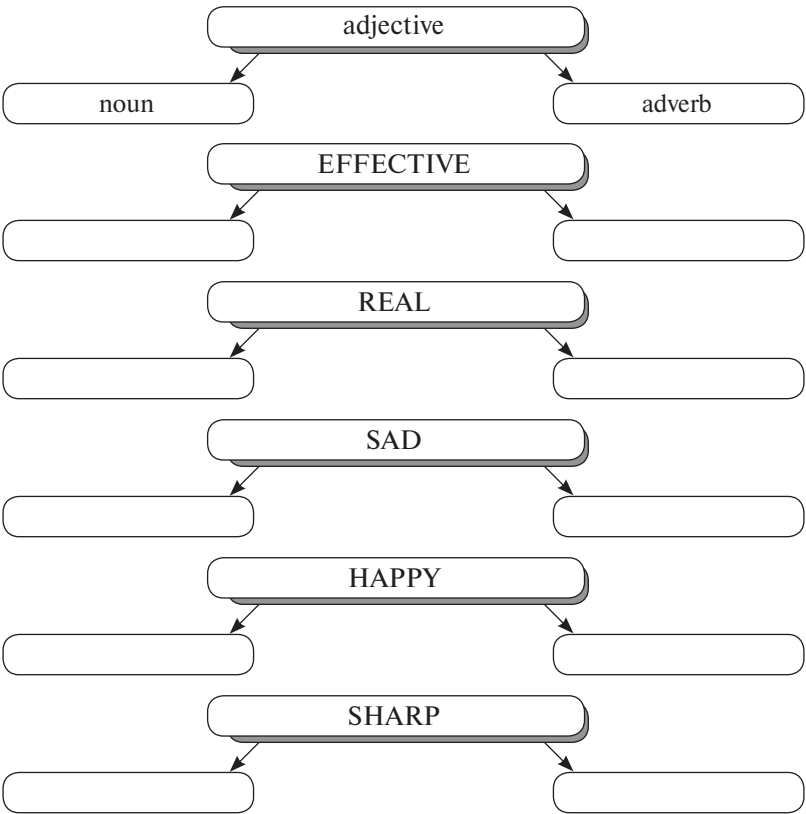 adjective
noun
adverb
EFFECTIVE
REAL
SAD
HAPPY
SHARP